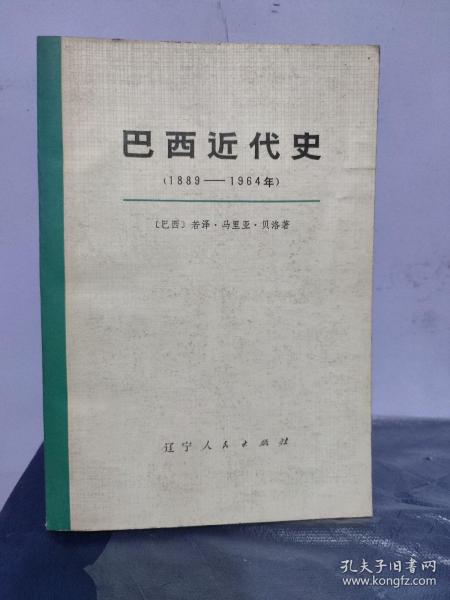 巴西近代史
(1889——1964年)
〔巴西〕若泽·马里亚·贝洛著
辽宁人民出版社
孔夫子旧书网
www.kongfz.com